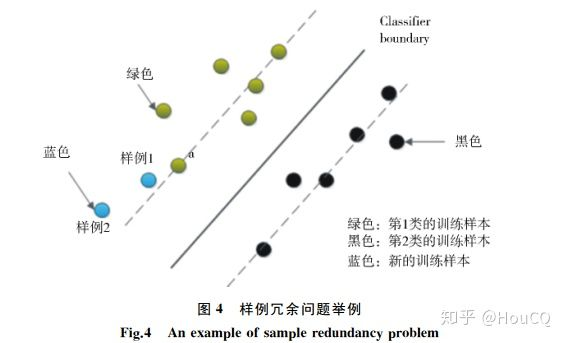 Classifier
boundary
绿色
蓝色
样例1
a
样例2
黑色
绿色：第1类的训练样本
黑色：第2类的训练样本
蓝色：新的训练样本
图 4 样例冗余问题举例
Fig.4 An example of sample redundancy problem
知乎 @HouCQ